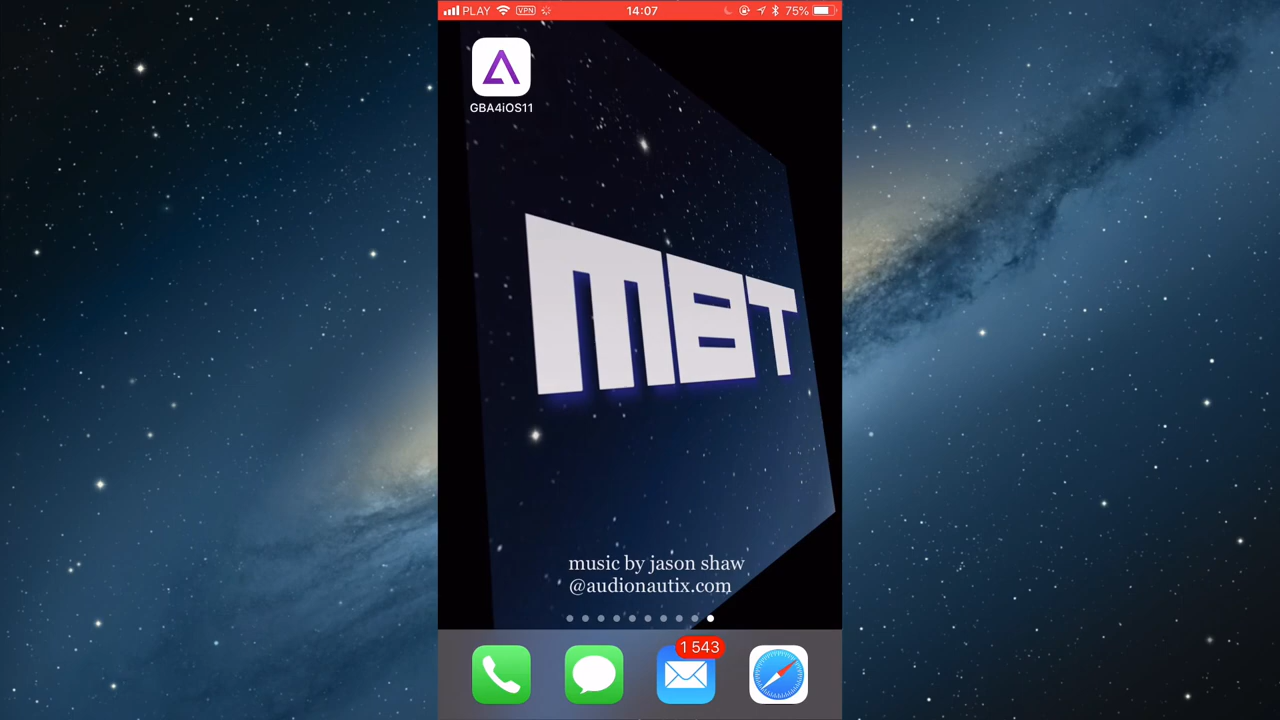 PLAY VPN 14:07 75%
GBA4iOS11
MBT
music by jason shaw
@audionautix.com
1 543